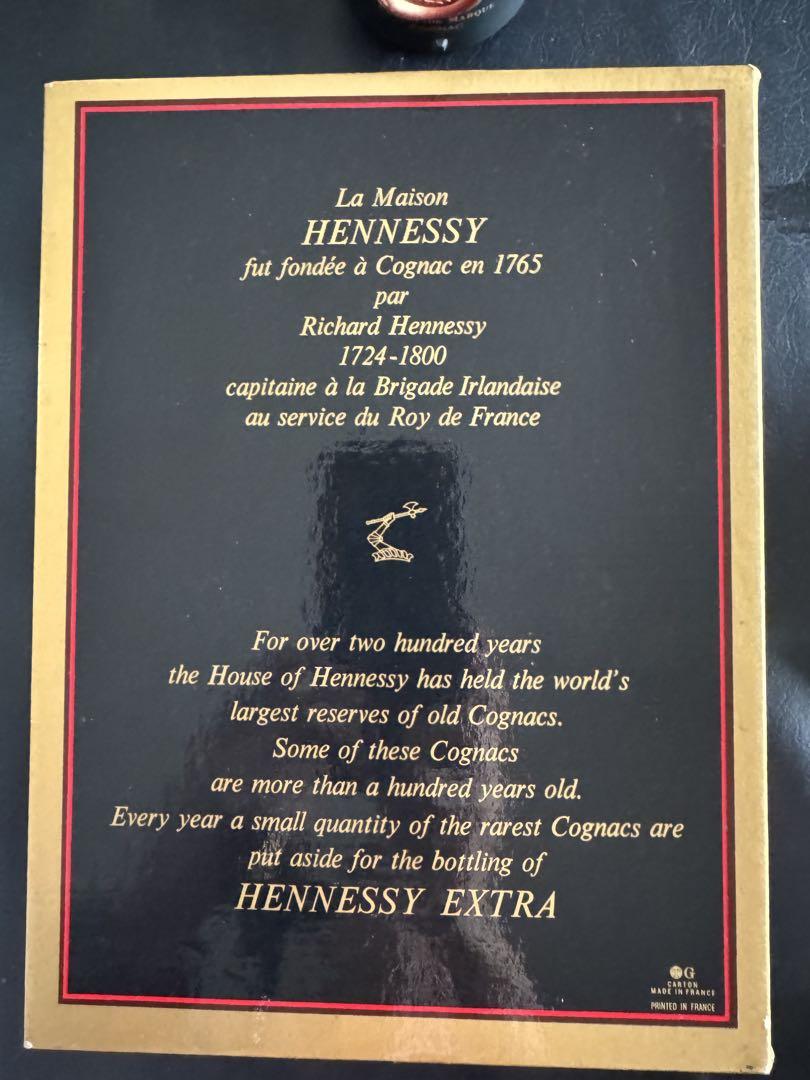 DE MARQUE
COGNAC
La Maison
HENNESSY
fut fondée à Cognac en 1765
par
Richard Hennessy
1724-1800
capitaine à la Brigade Irlandaise
au service du Roy de France
For over two hundred years
the House of Hennessy has held the world's
largest reserves of old Cognacs.
Some of these Cognacs
are more than a hundred years old.
Every year a small quantity of the rarest Cognacs are
put aside for the bottling of
HENNESSY EXTRA
G
CARTON
MADE IN FRANCE
PRINTED IN FRANCE